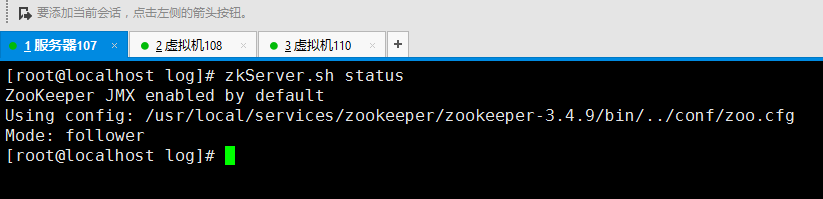 要添加当前会话，点击左侧的箭头按钮。
1 服务器107 × 2 虚拟机108 × 3 虚拟机110 × +
[root@localhost log]# zkServer.sh status
ZooKeeper JMX enabled by default
Using config: /usr/local/services/zookeeper/zookeeper-3.4.9/bin/../conf/zoo.cfg
Mode: follower
[root@localhost log]#